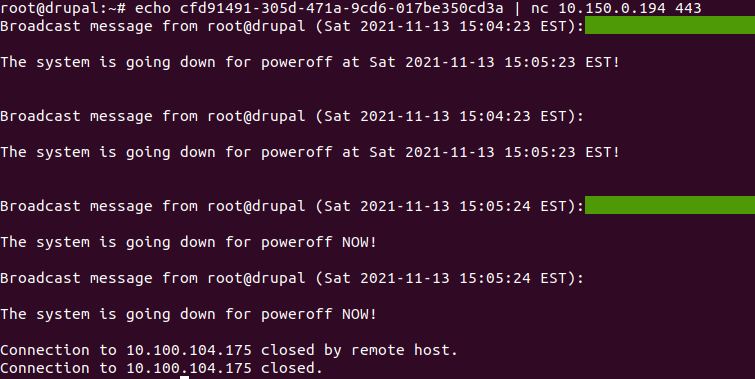 root@drupal:~# echo cfd91491-305d-471a-9cd6-017be350cd3a | nc 10.150.0.194 443
Broadcast message from root@drupal (Sat 2021-11-13 15:04:23 EST):
The system is going down for poweroff at Sat 2021-11-13 15:05:23 EST!
Broadcast message from root@drupal (Sat 2021-11-13 15:04:23 EST):
The system is going down for poweroff at Sat 2021-11-13 15:05:23 EST!
Broadcast message from root@drupal (Sat 2021-11-13 15:05:24 EST):
The system is going down for poweroff NOW!
Broadcast message from root@drupal (Sat 2021-11-13 15:05:24 EST):
The system is going down for poweroff NOW!
Connection to 10.100.104.175 closed by remote host.
Connection to 10.100.104.175 closed.